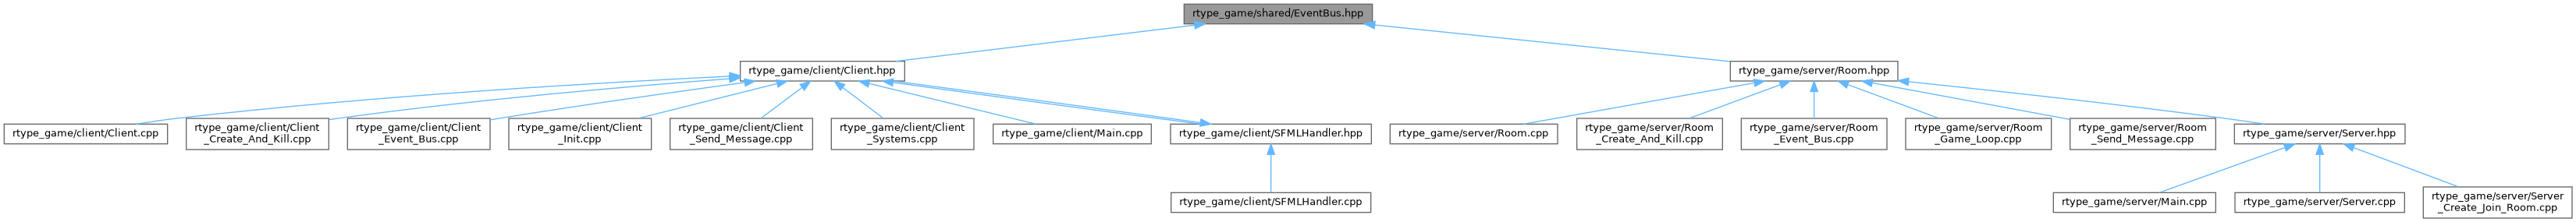 rtype_game/shared/EventBus.hpp
rtype_game/client/Client.hpp
rtype_game/server/Room.hpp
rtype_game/client/Client.cpp
rtype_game/client/Client
_Create_And_Kill.cpp
rtype_game/client/Client
_Event_Bus.cpp
rtype_game/client/Client
_Init.cpp
rtype_game/client/Client
_Send_Message.cpp
rtype_game/client/Client
_Systems.cpp
rtype_game/client/Main.cpp
rtype_game/client/SFMLHandler.hpp
rtype_game/server/Room.cpp
rtype_game/server/Room
_Create_And_Kill.cpp
rtype_game/server/Room
_Event_Bus.cpp
rtype_game/server/Room
_Game_Loop.cpp
rtype_game/server/Room
_Send_Message.cpp
rtype_game/server/Server.hpp
rtype_game/client/SFMLHandler.cpp
rtype_game/server/Main.cpp
rtype_game/server/Server.cpp
rtype_game/server/Server
_Create_Join_Room.cpp